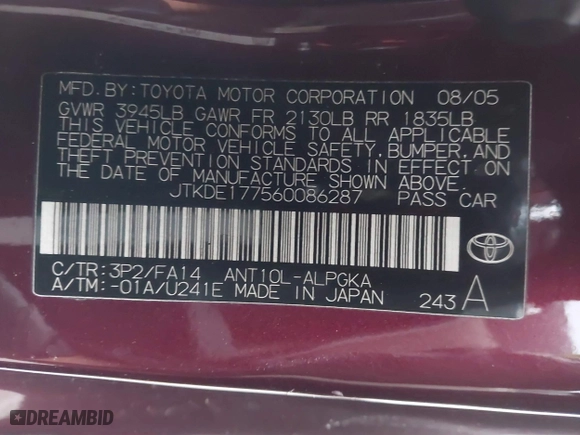 MFD.BY: TOYOTA MOTOR CORPORATION 08/05
GVWR 3945LB GAWR FR 2130LB RR 1835LB
THIS VEHICLE CONFORMS TO ALL APPLICABLE
FEDERAL MOTOR VEHICLE SAFETY, BUMPER, AND
THEFT PREVENTION STANDARDS IN EFFECT ON
THE DATE OF MANUFACTURE SHOWN ABOVE.
JTKDE177560086287 PASS CAR
C/TR: 3P2/FA14 ANT10L-ALPGKA
A/TM: -01A/U241E MADE IN JAPAN 243 A
DREAMBID